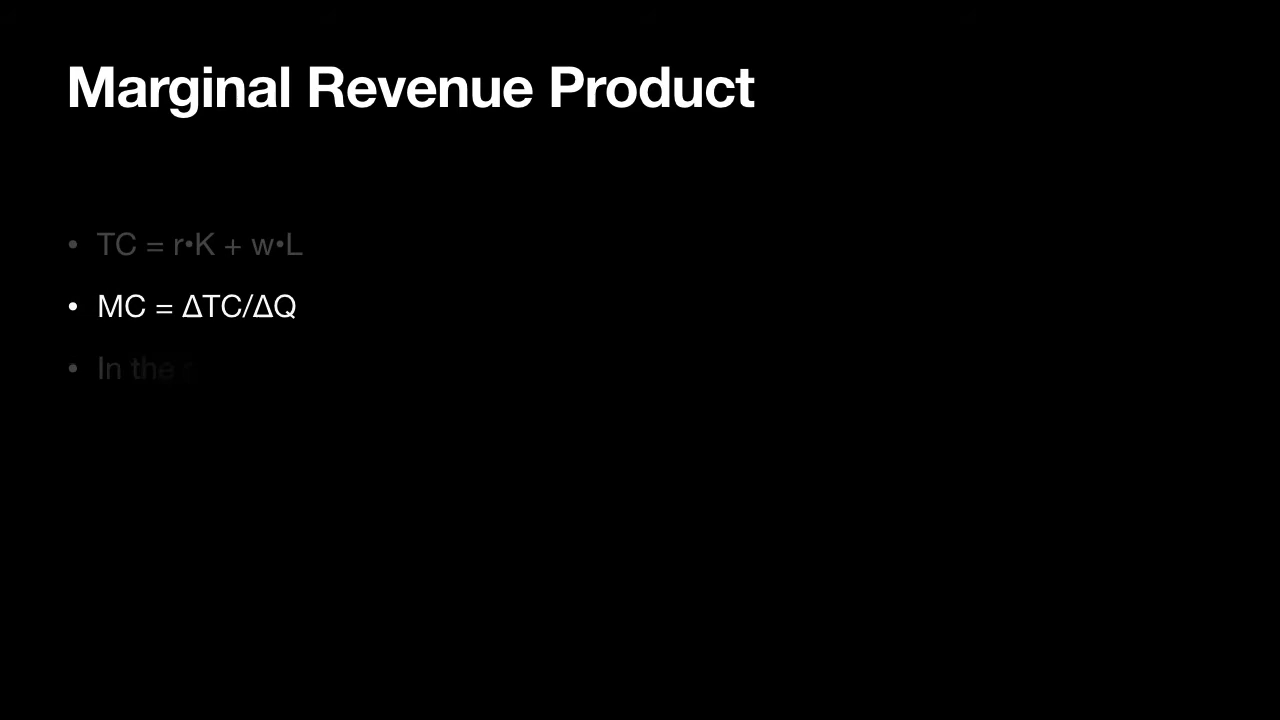 Marginal Revenue Product
• TC = r•K + w•L
• MC = ΔTC/ΔQ
• In the